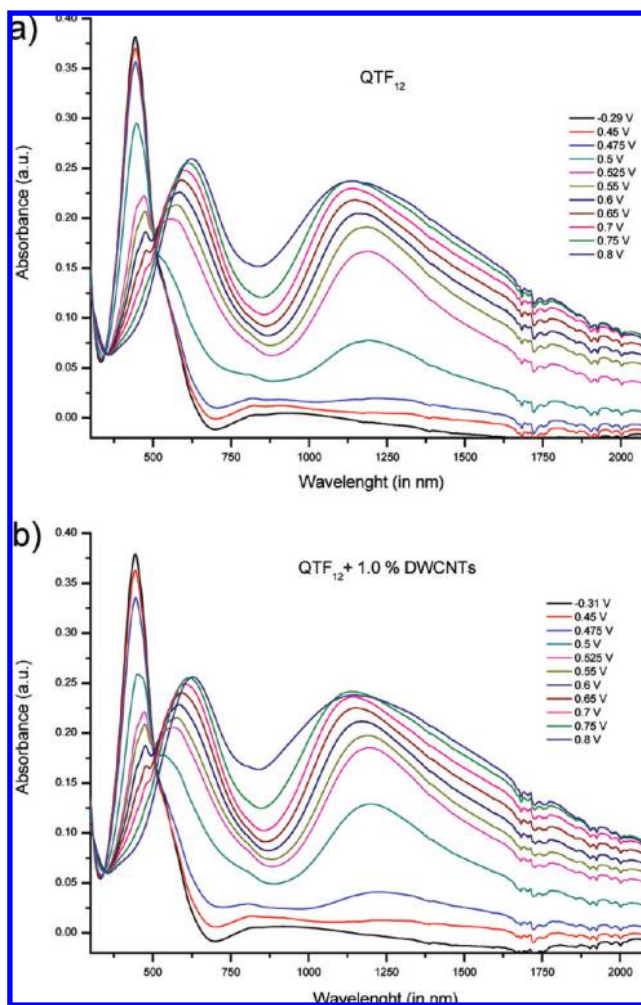 a)
QTF12
-0.29 V
0.45 V
0.475 V
0.5 V
0.525 V
0.55 V
0.6 V
0.65 V
0.7 V
0.75 V
0.8 V
Absorbance (a.u.)
0.40
0.35
0.30
0.25
0.20
0.15
0.10
0.05
0.00
500 750 1000 1250 1500 1750 2000
Wavelenght (in nm)
b)
QTF12+ 1.0 % DWCNTs
-0.31 V
0.45 V
0.475 V
0.5 V
0.525 V
0.55 V
0.6 V
0.65 V
0.7 V
0.75 V
0.8 V
Absorbance (a.u.)
0.40
0.35
0.30
0.25
0.20
0.15
0.10
0.05
0.00
500 750 1000 1250 1500 1750 2000
Wavelenght (in nm)